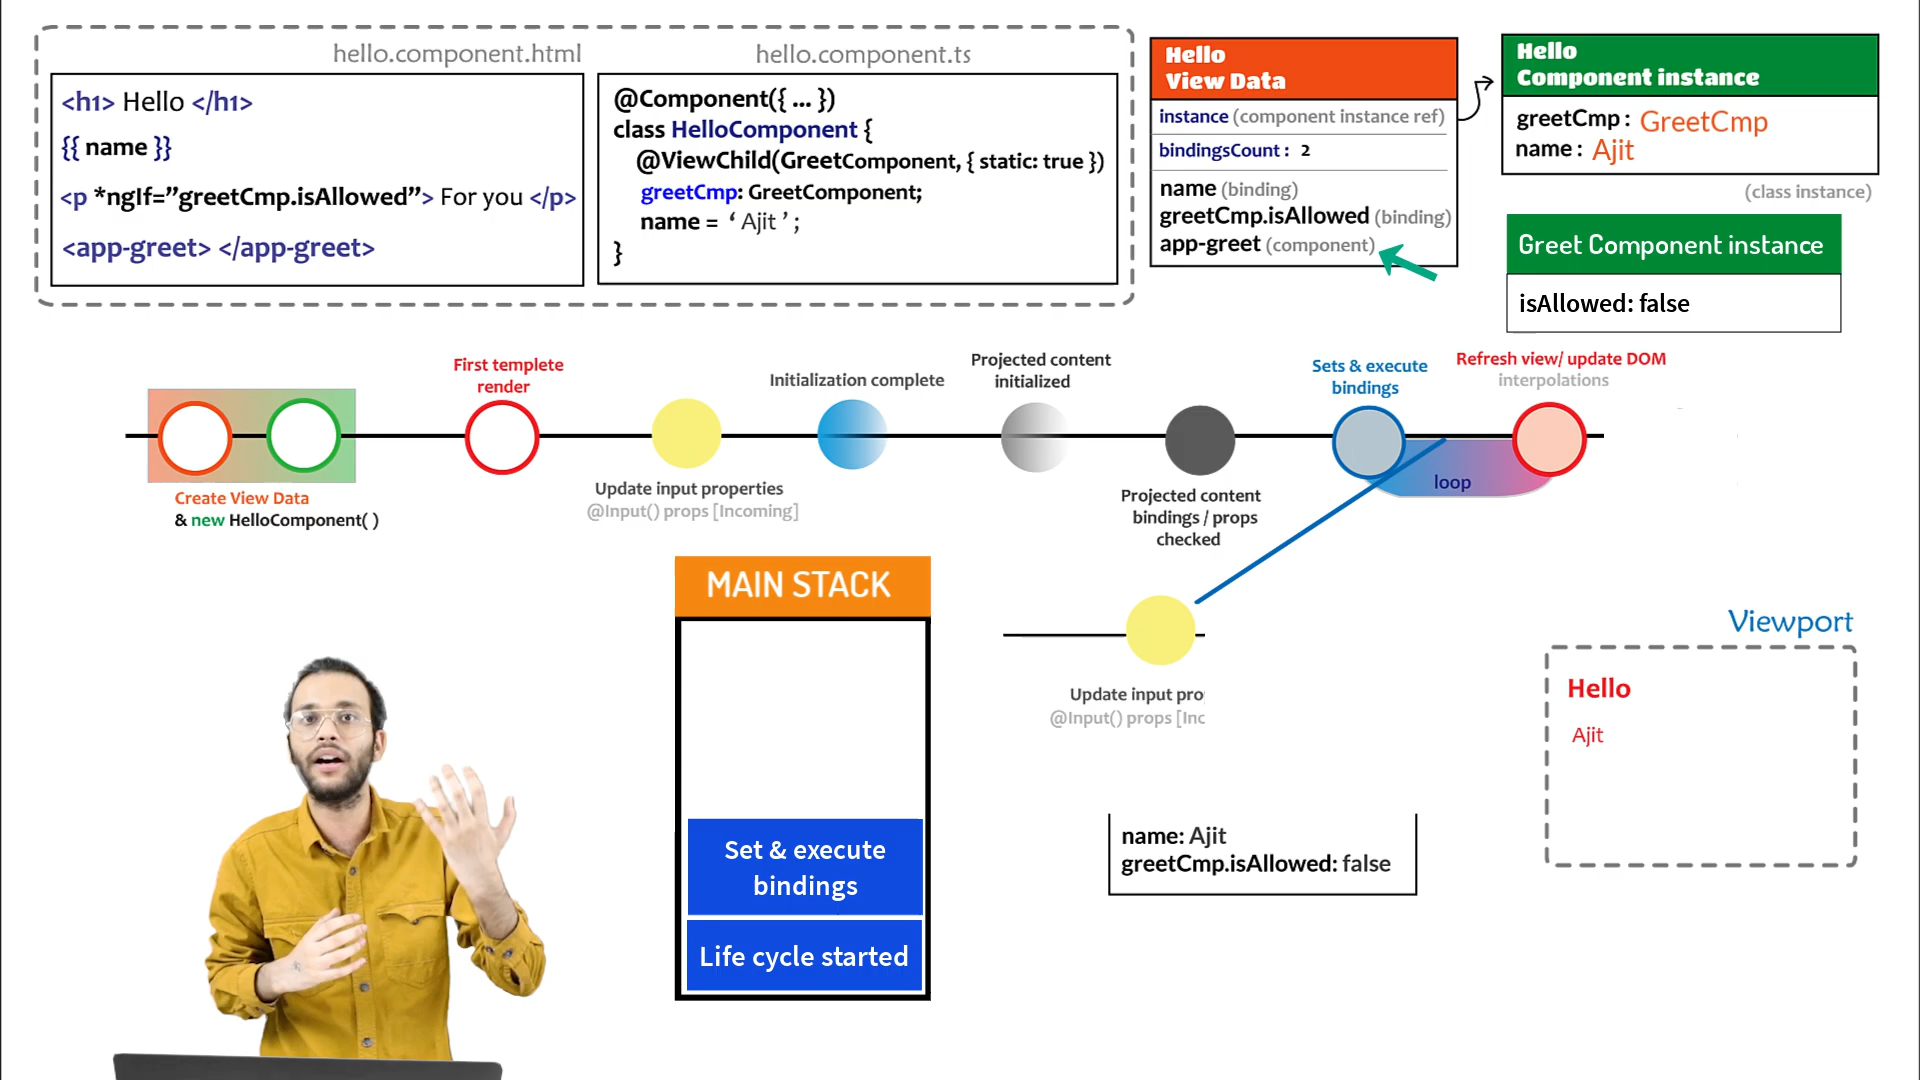 hello.component.html
<h1> Hello </h1>
{{ name }}
<p *ngIf=”greetCmp.isAllowed”> For you </p>
<app-greet> </app-greet>
hello.component.ts
@Component({ ... })
class HelloComponent {
@ViewChild(GreetComponent, { static: true })
greetCmp: GreetComponent;
name = ‘ Ajit ’ ;
}
Hello
View Data
instance (component instance ref)
bindingsCount : 2
name (binding)
greetCmp.isAllowed (binding)
app-greet (component)
Hello
Component instance
greetCmp : GreetCmp
name : Ajit
(class instance)
Greet Component instance
isAllowed: false
Create View Data
& new HelloComponent( )
First templete
render
Update input properties
@Input() props [Incoming]
Initialization complete
Projected content
initialized
Projected content
bindings / props
checked
Sets & execute
bindings
loop
Refresh view/ update DOM
interpolations
MAIN STACK
Set & execute
bindings
Life cycle started
Update input pro
@Input() props [Inc
name: Ajit
greetCmp.isAllowed: false
Viewport
Hello
Ajit